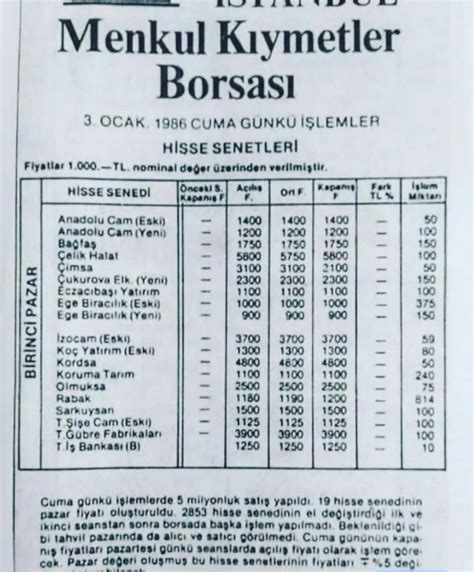 İSTANBUL
Menkul Kıymetler
Borsası
3. OCAK. 1986 CUMA GÜNKÜ İŞLEMLER
HİSSE SENETLERİ
Fiyatlar 1.000.—TL. nominal değer üzerinden verilmiştir.
BİRİNCİ PAZAR
HİSSE SENEDİ Önceki S. Kapanış F. Açılış F. Ort F. Kapanış F Fark TL % İşlem Miktarı
Anadolu Cam (Eski) — 1400 1400 1400 — 50
Anadolu Cam (Yeni) — 1200 1200 1200 — 100
Bağfaş — 1750 1750 1750 — 150
Çelik Halat — 5800 5750 5800 — 100
Çimsa — 3100 3100 2100 — 50
Çukurova Elk. (Yeni) — 2300 2300 2300 — 150
Eczacıbaşı Yatırım — 1100 1100 1100 — 100
Ege Biracılık (Eski) — 1000 1000 1000 — 375
Ege Biracılık (Yeni) — 900 900 900 — 150
İzocam (Eski) — 3700 3700 3700 — 59
Koç Yatırım (Eski) — 1300 1300 1300 — 80
Kordsa — 4800 4800 4800 — 50
Koruma Tarım — 1100 1100 1100 — 240
Olmuksa — 2500 2500 2500 — 75
Rabak — 1180 1190 1200 — 814
Sarkuysan — 1500 1500 1500 — 100
T.Şişe Cam (Eski) — 1125 1125 1125 — 100
T.Gübre Fabrikaları — 3900 3900 3900 — 100
T.İş Bankası (B) — 1250 1250 1250 — 10
Cuma günkü işlemlerde 5 milyonluk satış yapıldı. 19 hisse senedinin
pazar fiyatı oluşturuldu. 2853 hisse senedinin el değiştirdiği ilk ve
ikinci seanstan sonra borsada başka işlem yapılmadı. Beklenildiği gi-
bi tahvil pazarında da alıcı ve satıcı görülmedi. Cuma gününün kapa-
nış fiyatları pazartesi günkü seanslarda açılış fiyatı olarak işlem göre-
cek. Pazar değeri oluşmuş bu hisse senetlerinin fiyatları ∓ %5 deği-